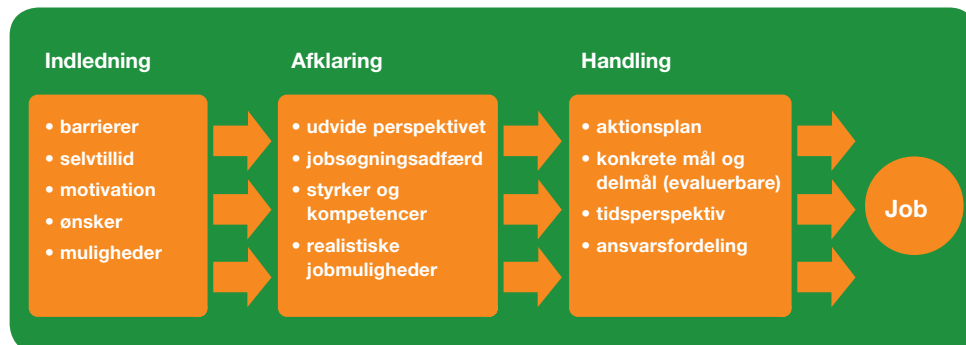 Indledning
• barrierer
• selvtillid
• motivation
• ønsker
• muligheder
Afklaring
• udvide perspektivet
• jobsøgningsadfærd
• styrker og
kompetencer
• realistiske
jobmuligheder
Handling
• aktionsplan
• konkrete mål og
delmål (evaluerbare)
• tidsperspektiv
• ansvarsfordeling
Job